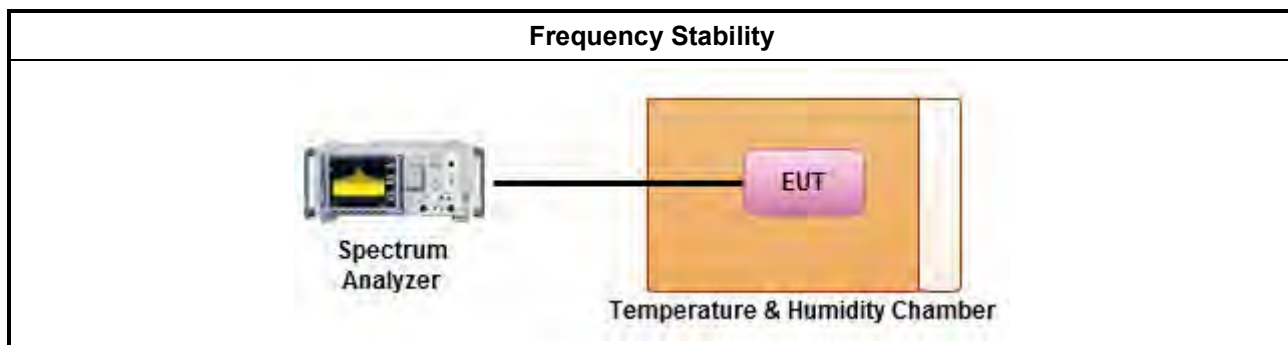 Frequency Stability
EUT
Spectrum
Analyzer
Temperature & Humidity Chamber